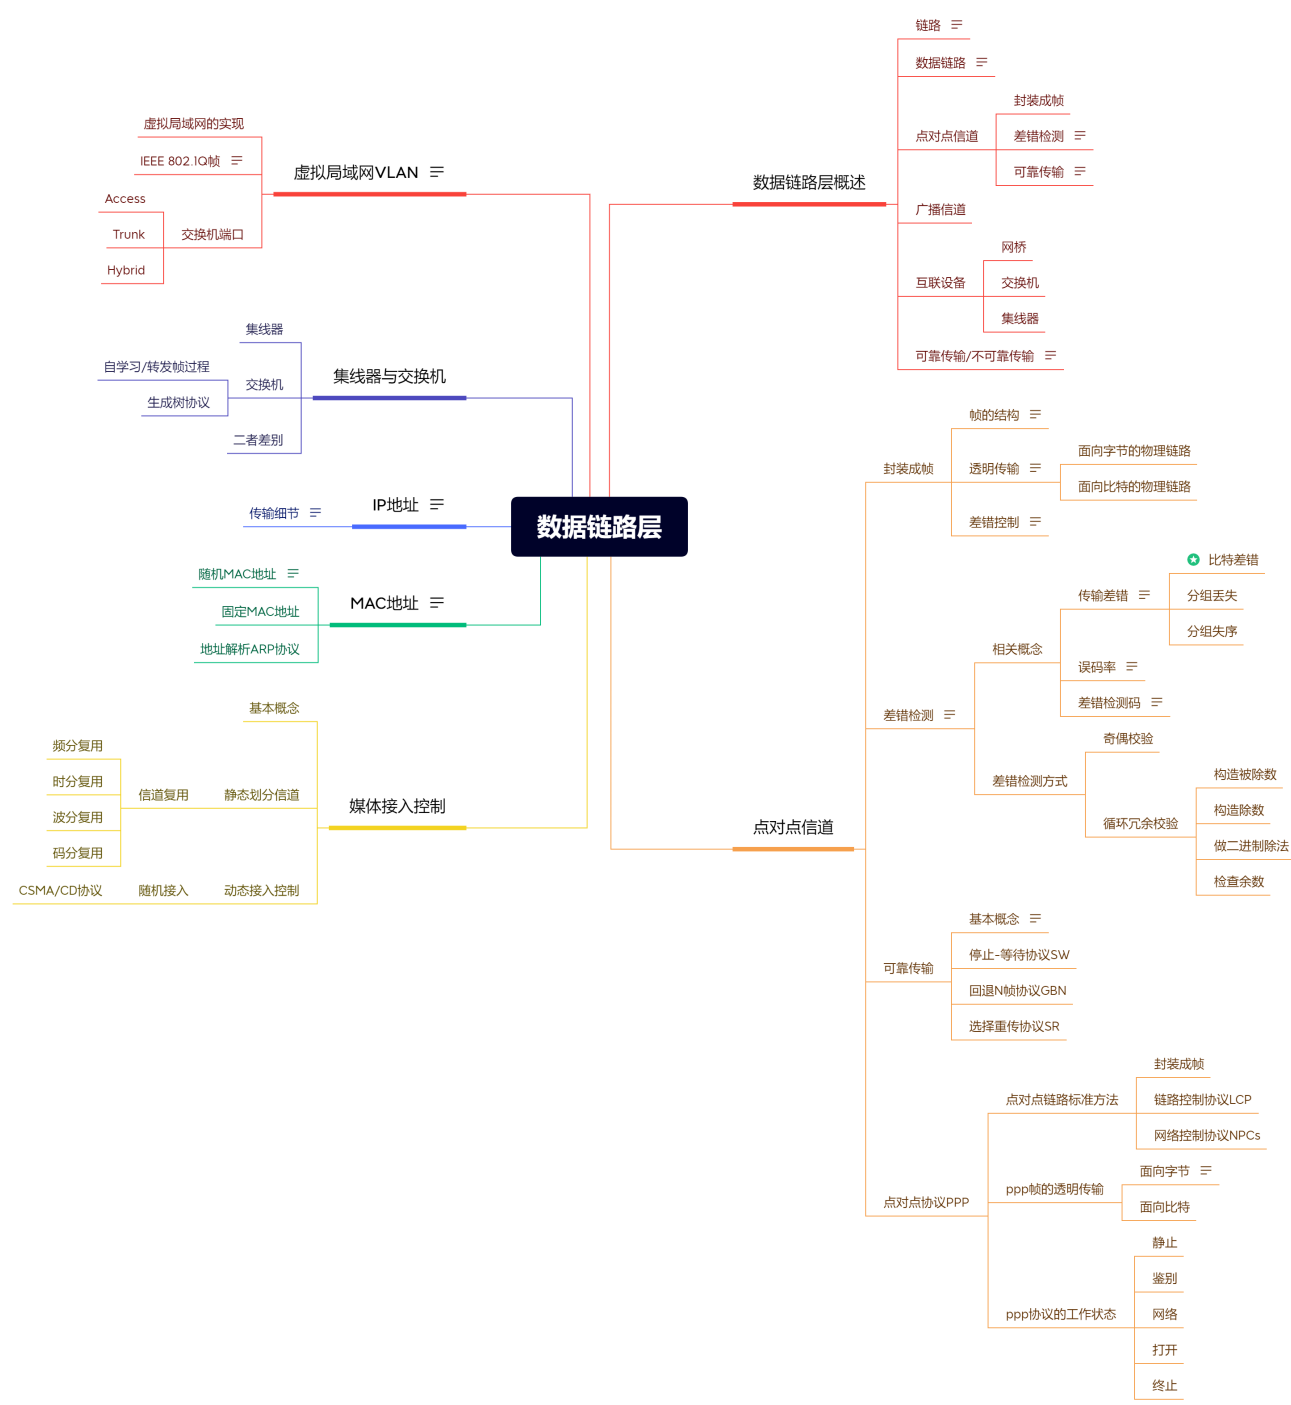 数据链路层
数据链路层概述
链路
数据链路
点对点信道
封装成帧
差错检测
可靠传输
广播信道
互联设备
网桥
交换机
集线器
可靠传输/不可靠传输
点对点信道
封装成帧
帧的结构
透明传输
面向字节的物理链路
面向比特的物理链路
差错控制
差错检测
相关概念
传输差错
比特差错
分组丢失
分组失序
误码率
差错检测码
差错检测方式
奇偶校验
循环冗余校验
构造被除数
构造除数
做二进制除法
检查余数
可靠传输
基本概念
停止-等待协议SW
回退N帧协议GBN
选择重传协议SR
点对点协议PPP
点对点链路标准方法
封装成帧
链路控制协议LCP
网络控制协议NPCs
ppp帧的透明传输
面向字节
面向比特
ppp协议的工作状态
静止
鉴别
网络
打开
终止
虚拟局域网VLAN
虚拟局域网的实现
IEEE 802.1Q帧
交换机端口
Access
Trunk
Hybrid
集线器与交换机
集线器
交换机
自学习/转发帧过程
生成树协议
二者差别
IP地址
传输细节
MAC地址
随机MAC地址
固定MAC地址
地址解析ARP协议
媒体接入控制
基本概念
静态划分信道
信道复用
频分复用
时分复用
波分复用
码分复用
动态接入控制
随机接入
CSMA/CD协议